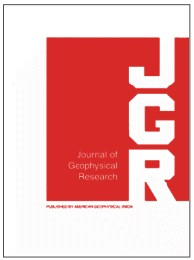 JGR
Journal of
Geophysical
Research
PUBLISHED BY AMERICAN GEOPHYSICAL UNION